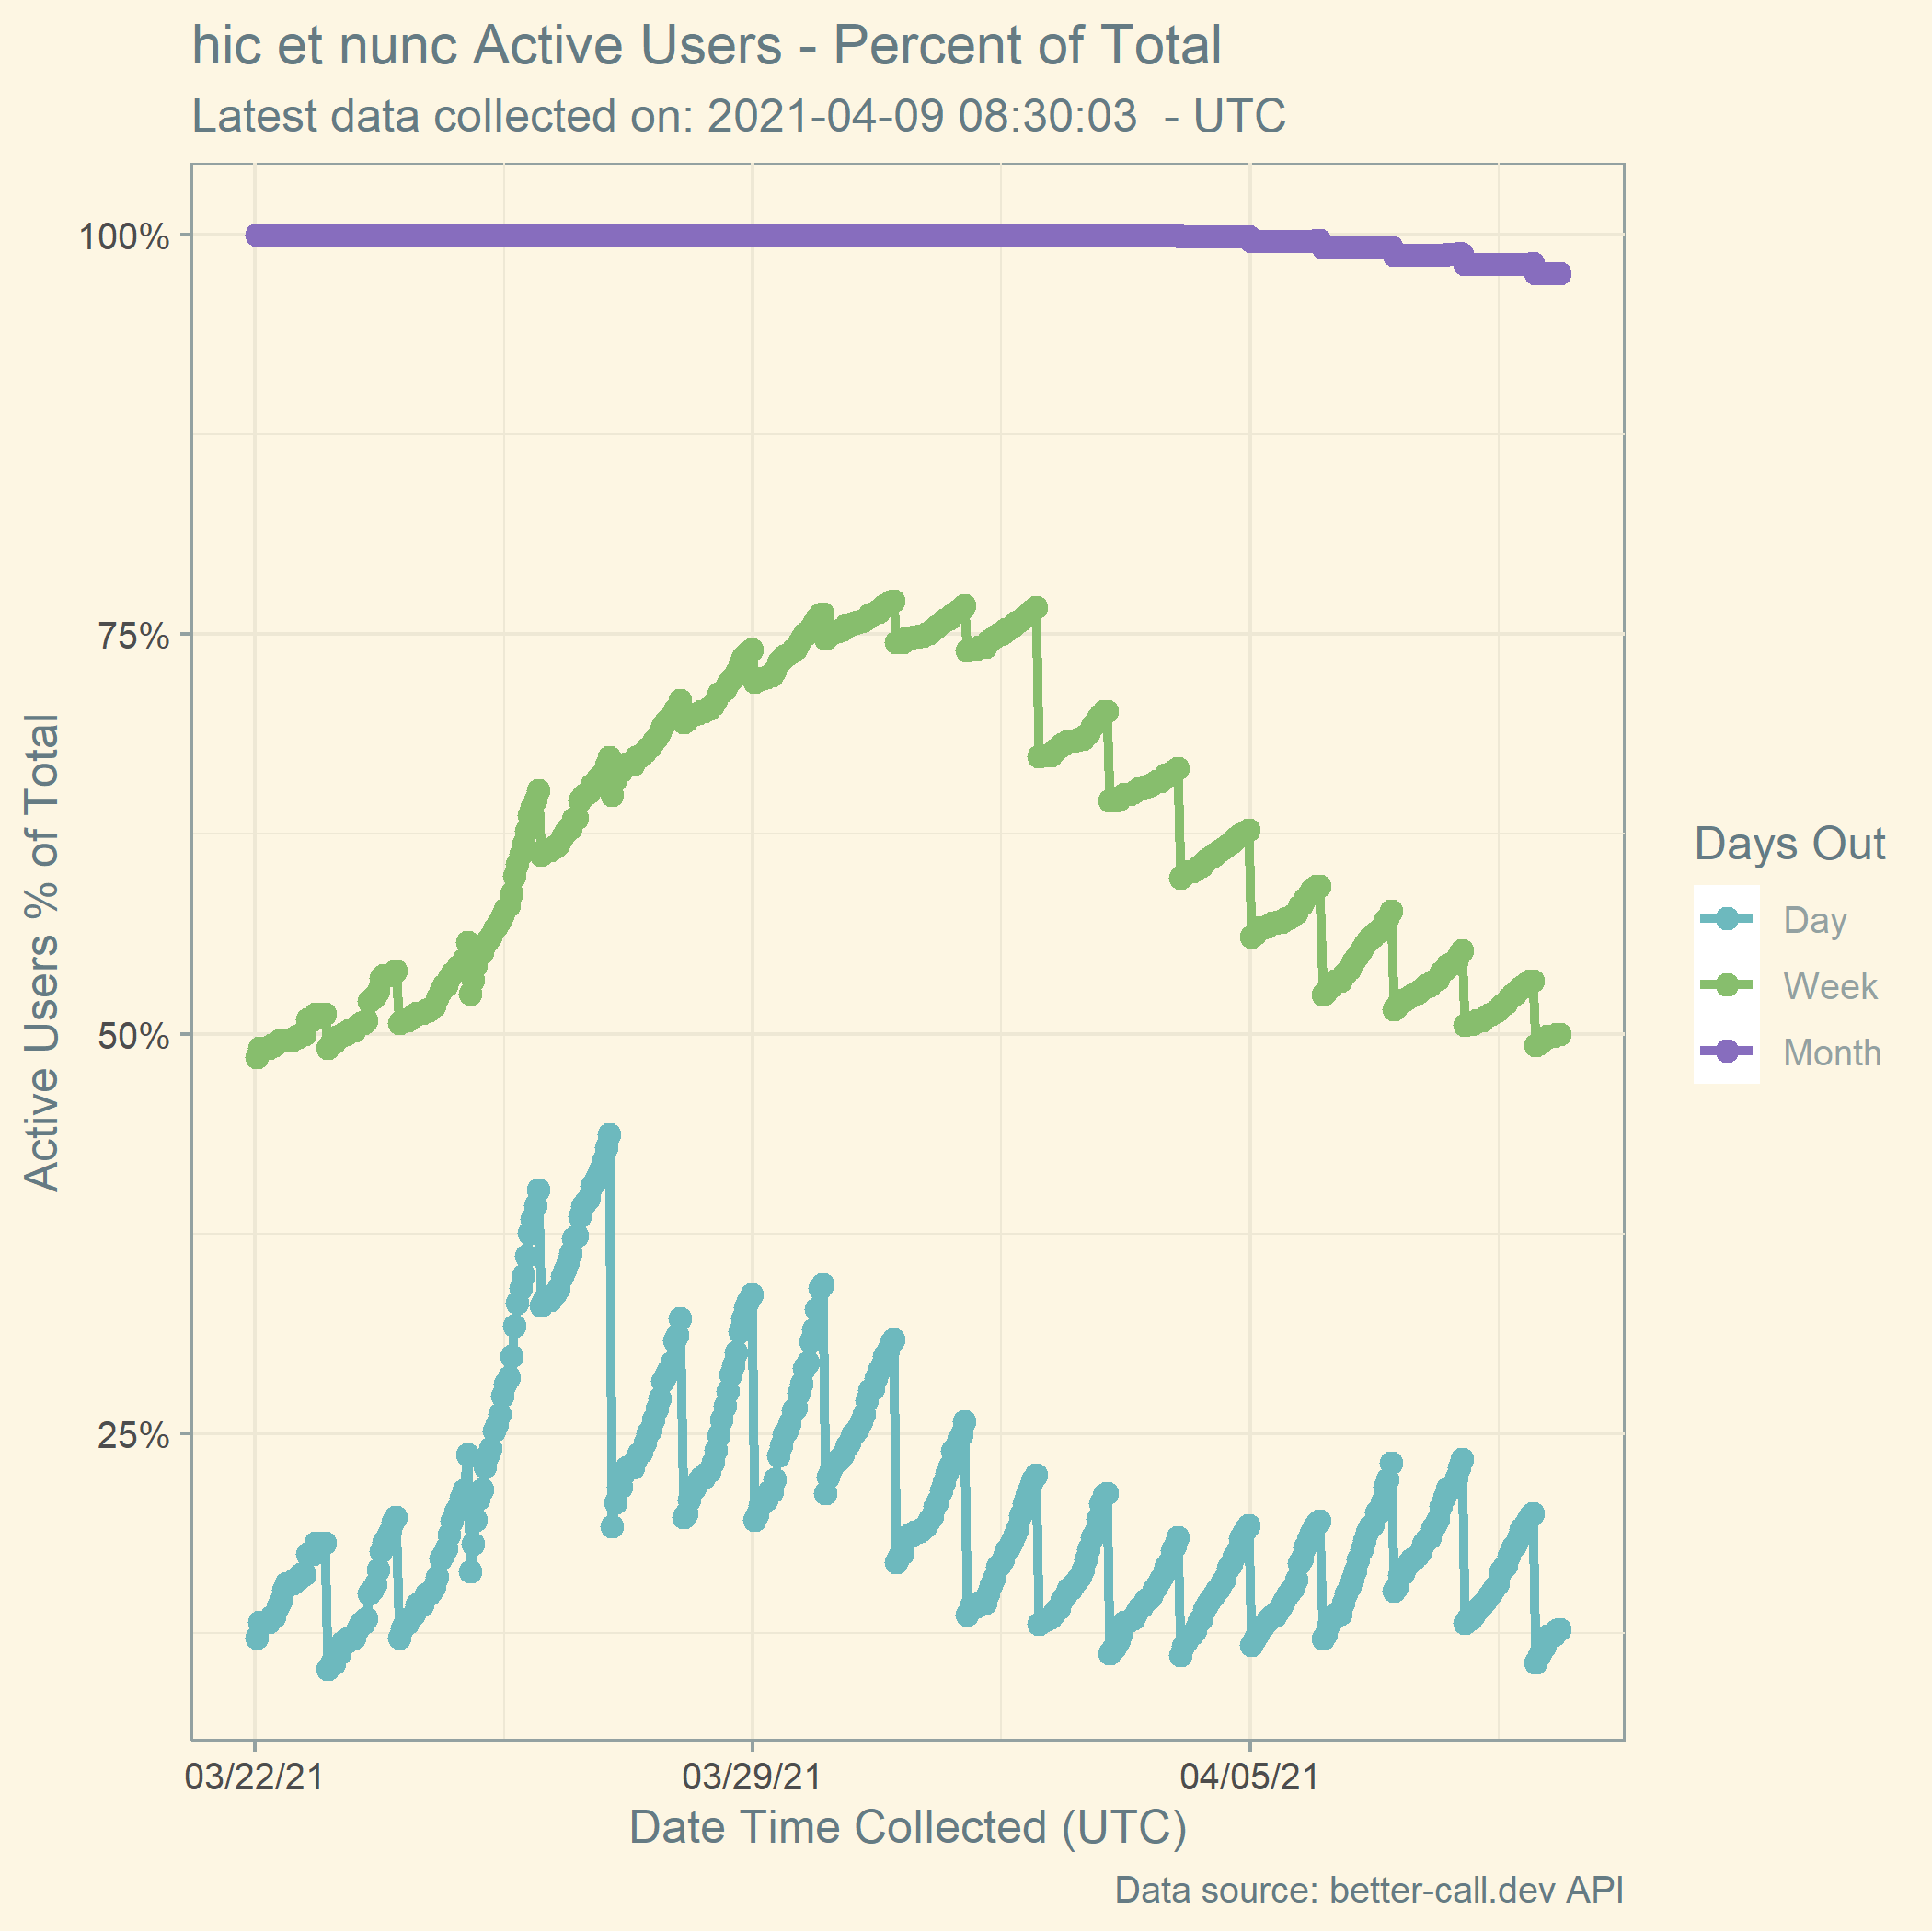 hic et nunc Active Users - Percent of Total
Latest data collected on: 2021-04-09 08:30:03  - UTC
Active Users % of Total
100%
75%
50%
25%
03/22/21
03/29/21
04/05/21
Date Time Collected (UTC)
Days Out
Day
Week
Month
Data source: better-call.dev API